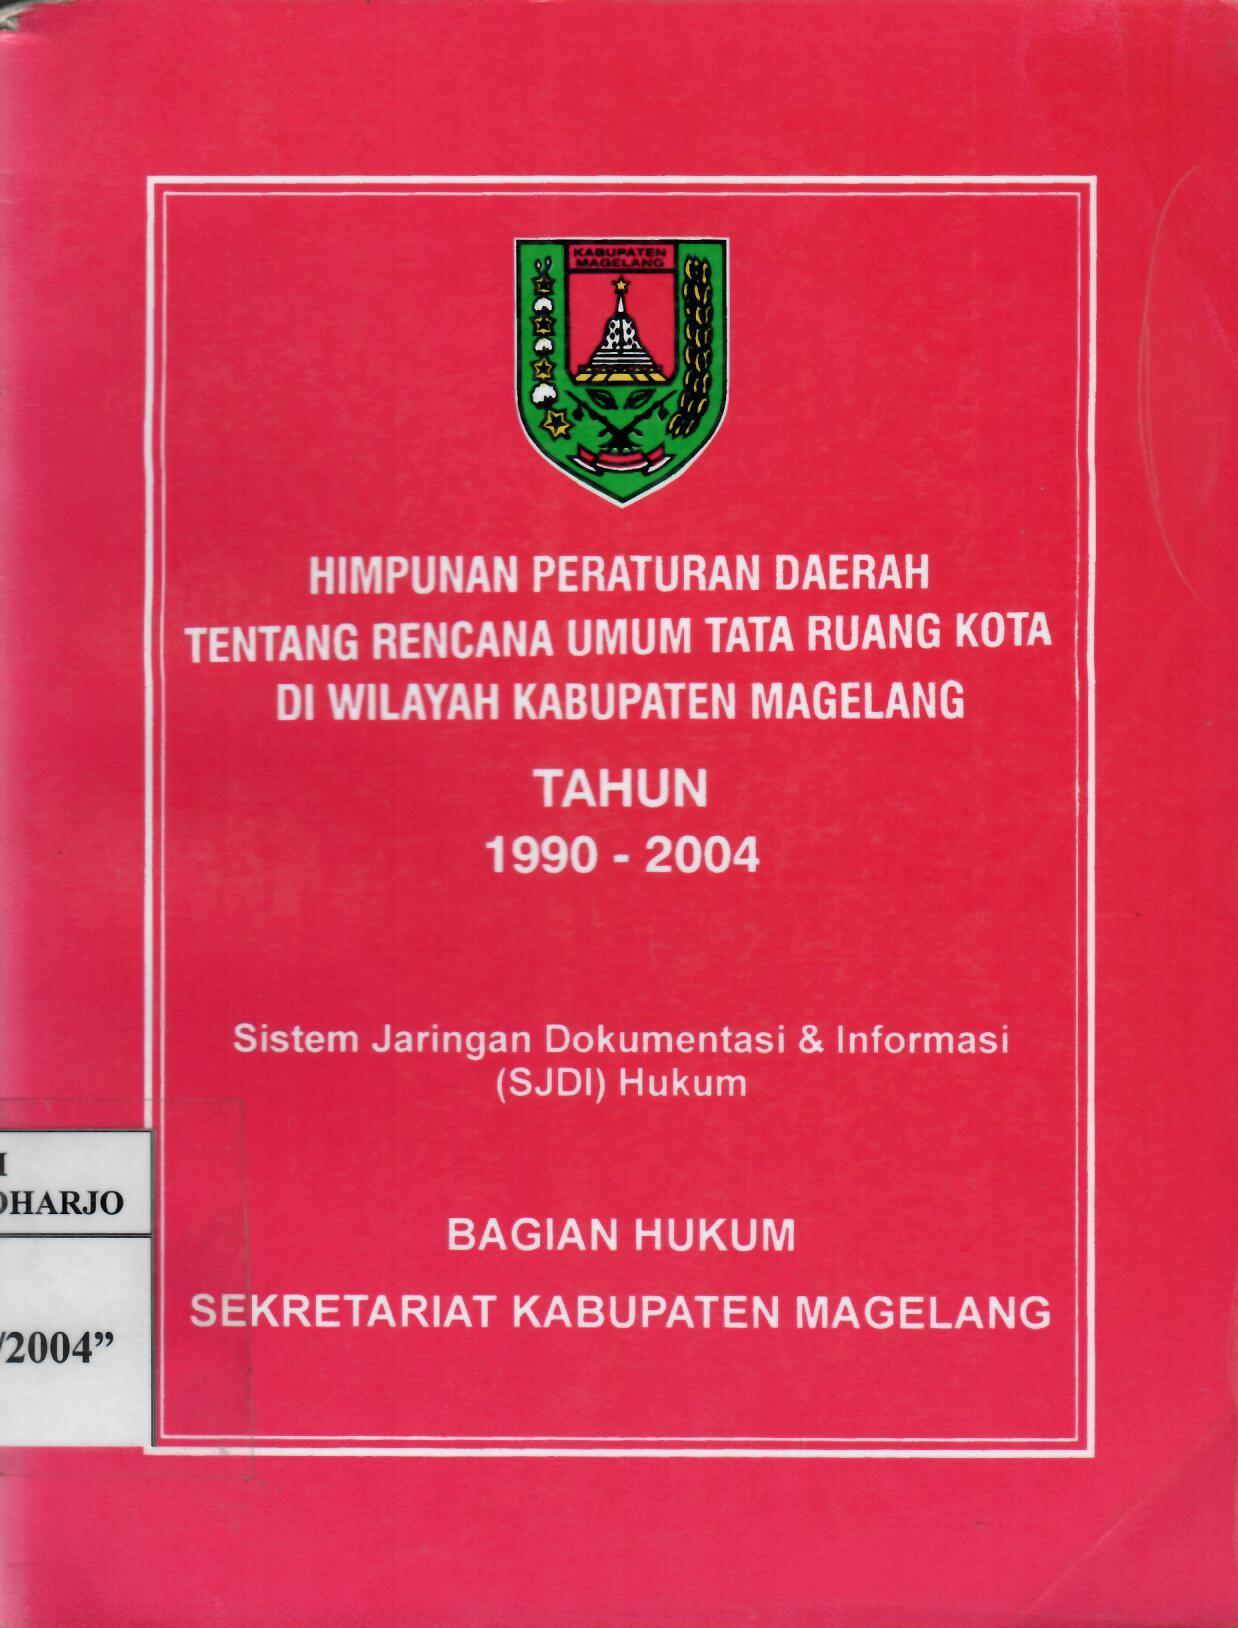 KABUPATEN
MAGELANG
HIMPUNAN PERATURAN DAERAH
TENTANG RENCANA UMUM TATA RUANG KOTA
DI WILAYAH KABUPATEN MAGELANG
TAHUN
1990 - 2004
Sistem Jaringan Dokumentasi & Informasi
(SJDI) Hukum
OHARJO
/2004”
BAGIAN HUKUM
SEKRETARIAT KABUPATEN MAGELANG